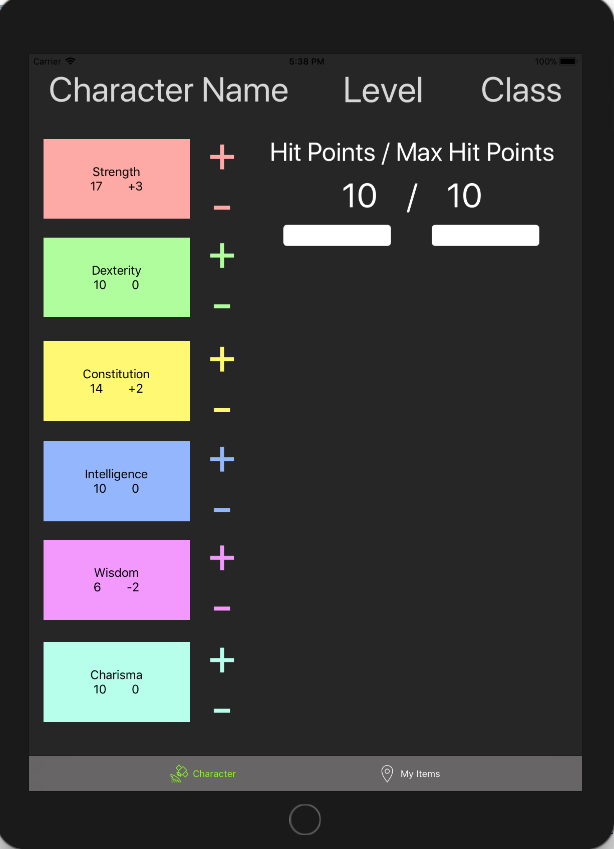 Carrier 5:38 PM 100%
Character Name Level Class
Hit Points / Max Hit Points
10 / 10
Strength
17 +3
+
-
Dexterity
10 0
+
-
Constitution
14 +2
+
-
Intelligence
10 0
+
-
Wisdom
6 -2
+
-
Charisma
10 0
+
-
Character My Items